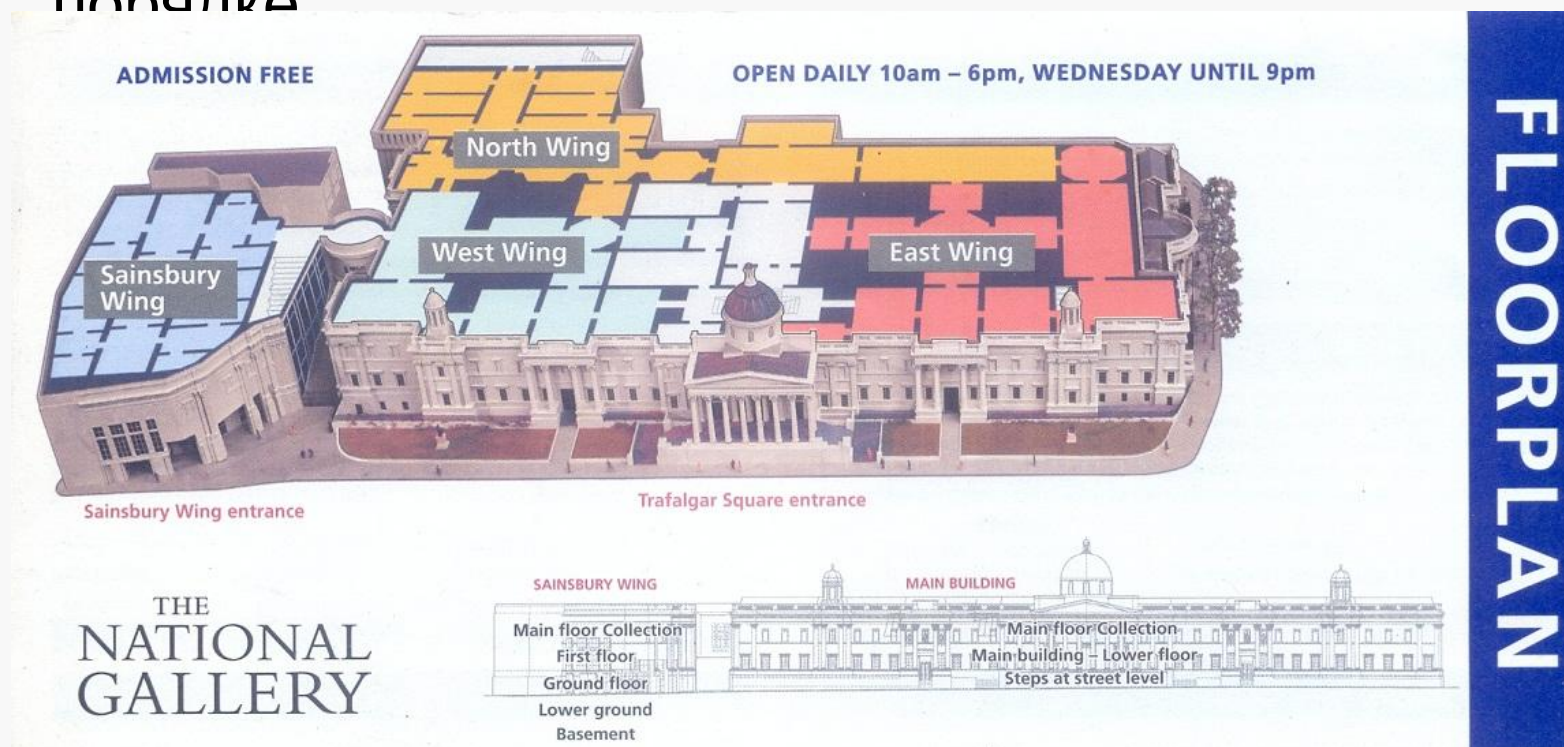 порядке
ADMISSION FREE
OPEN DAILY 10am – 6pm, WEDNESDAY UNTIL 9pm
North Wing
West Wing
East Wing
Sainsbury
Wing
Sainsbury Wing entrance
Trafalgar Square entrance
FLOORPLAN
THE
NATIONAL
GALLERY
SAINSBURY WING
Main floor Collection
First floor
Ground floor
Lower ground
Basement
MAIN BUILDING
Main floor Collection
Main building – Lower floor
Steps at street level